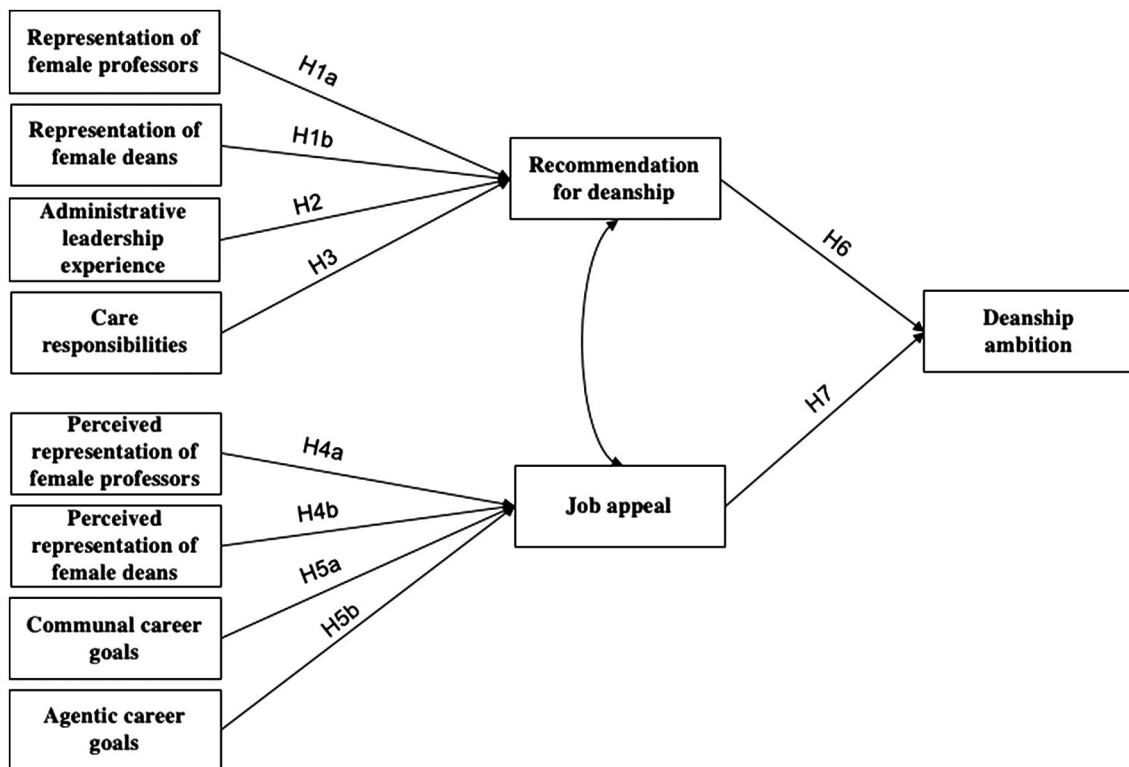 Representation of
female professors
H1a
Representation of
female deans
H1b
Administrative
leadership
experience
H2
Care
responsibilities
H3
Recommendation
for deanship
H6
Deanship
ambition
Perceived
representation of
female professors
H4a
Perceived
representation of
female deans
H4b
Communal career
goals
H5a
Agentic career
goals
H5b
Job appeal
H7